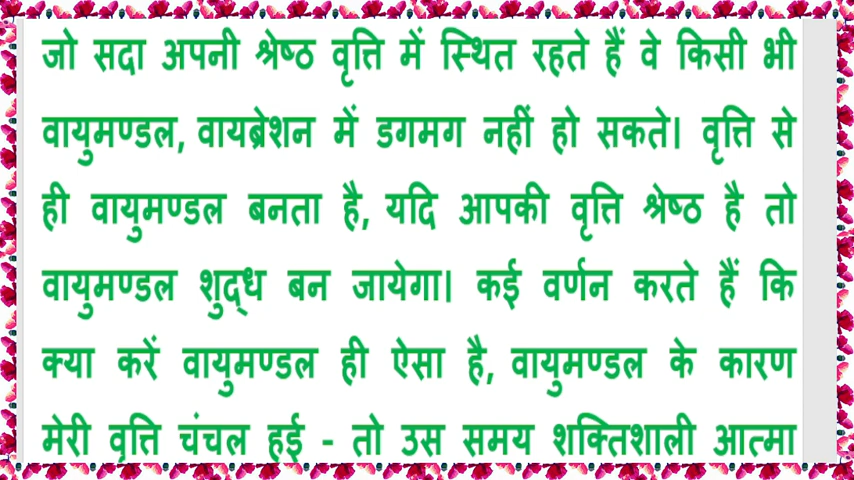 जो सदा अपनी श्रेष्ठ वृत्ति में स्थित रहते हैं वे किसी भी
वायुमण्डल, वायब्रेशन में डगमग नहीं हो सकते। वृत्ति से
ही वायुमण्डल बनता है, यदि आपकी वृत्ति श्रेष्ठ है तो
वायुमण्डल शुद्ध बन जायेगा। कई वर्णन करते हैं कि
क्या करें वायुमण्डल ही ऐसा है, वायुमण्डल के कारण
मेरी वृत्ति चंचल हुई - तो उस समय शक्तिशाली आत्मा